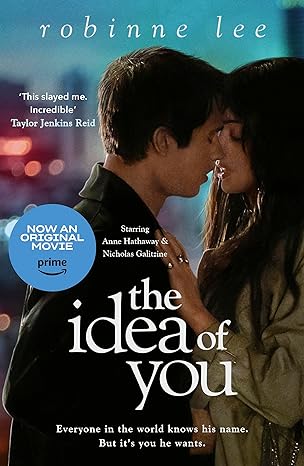 robinne lee
‘This slayed me.
Incredible’
Taylor Jenkins Reid
NOW AN
ORIGINAL
MOVIE
prime
Starring
Anne Hathaway &
Nicholas Galitzine
the
idea of
you
Everyone in the world knows his name.
But it's you he wants.